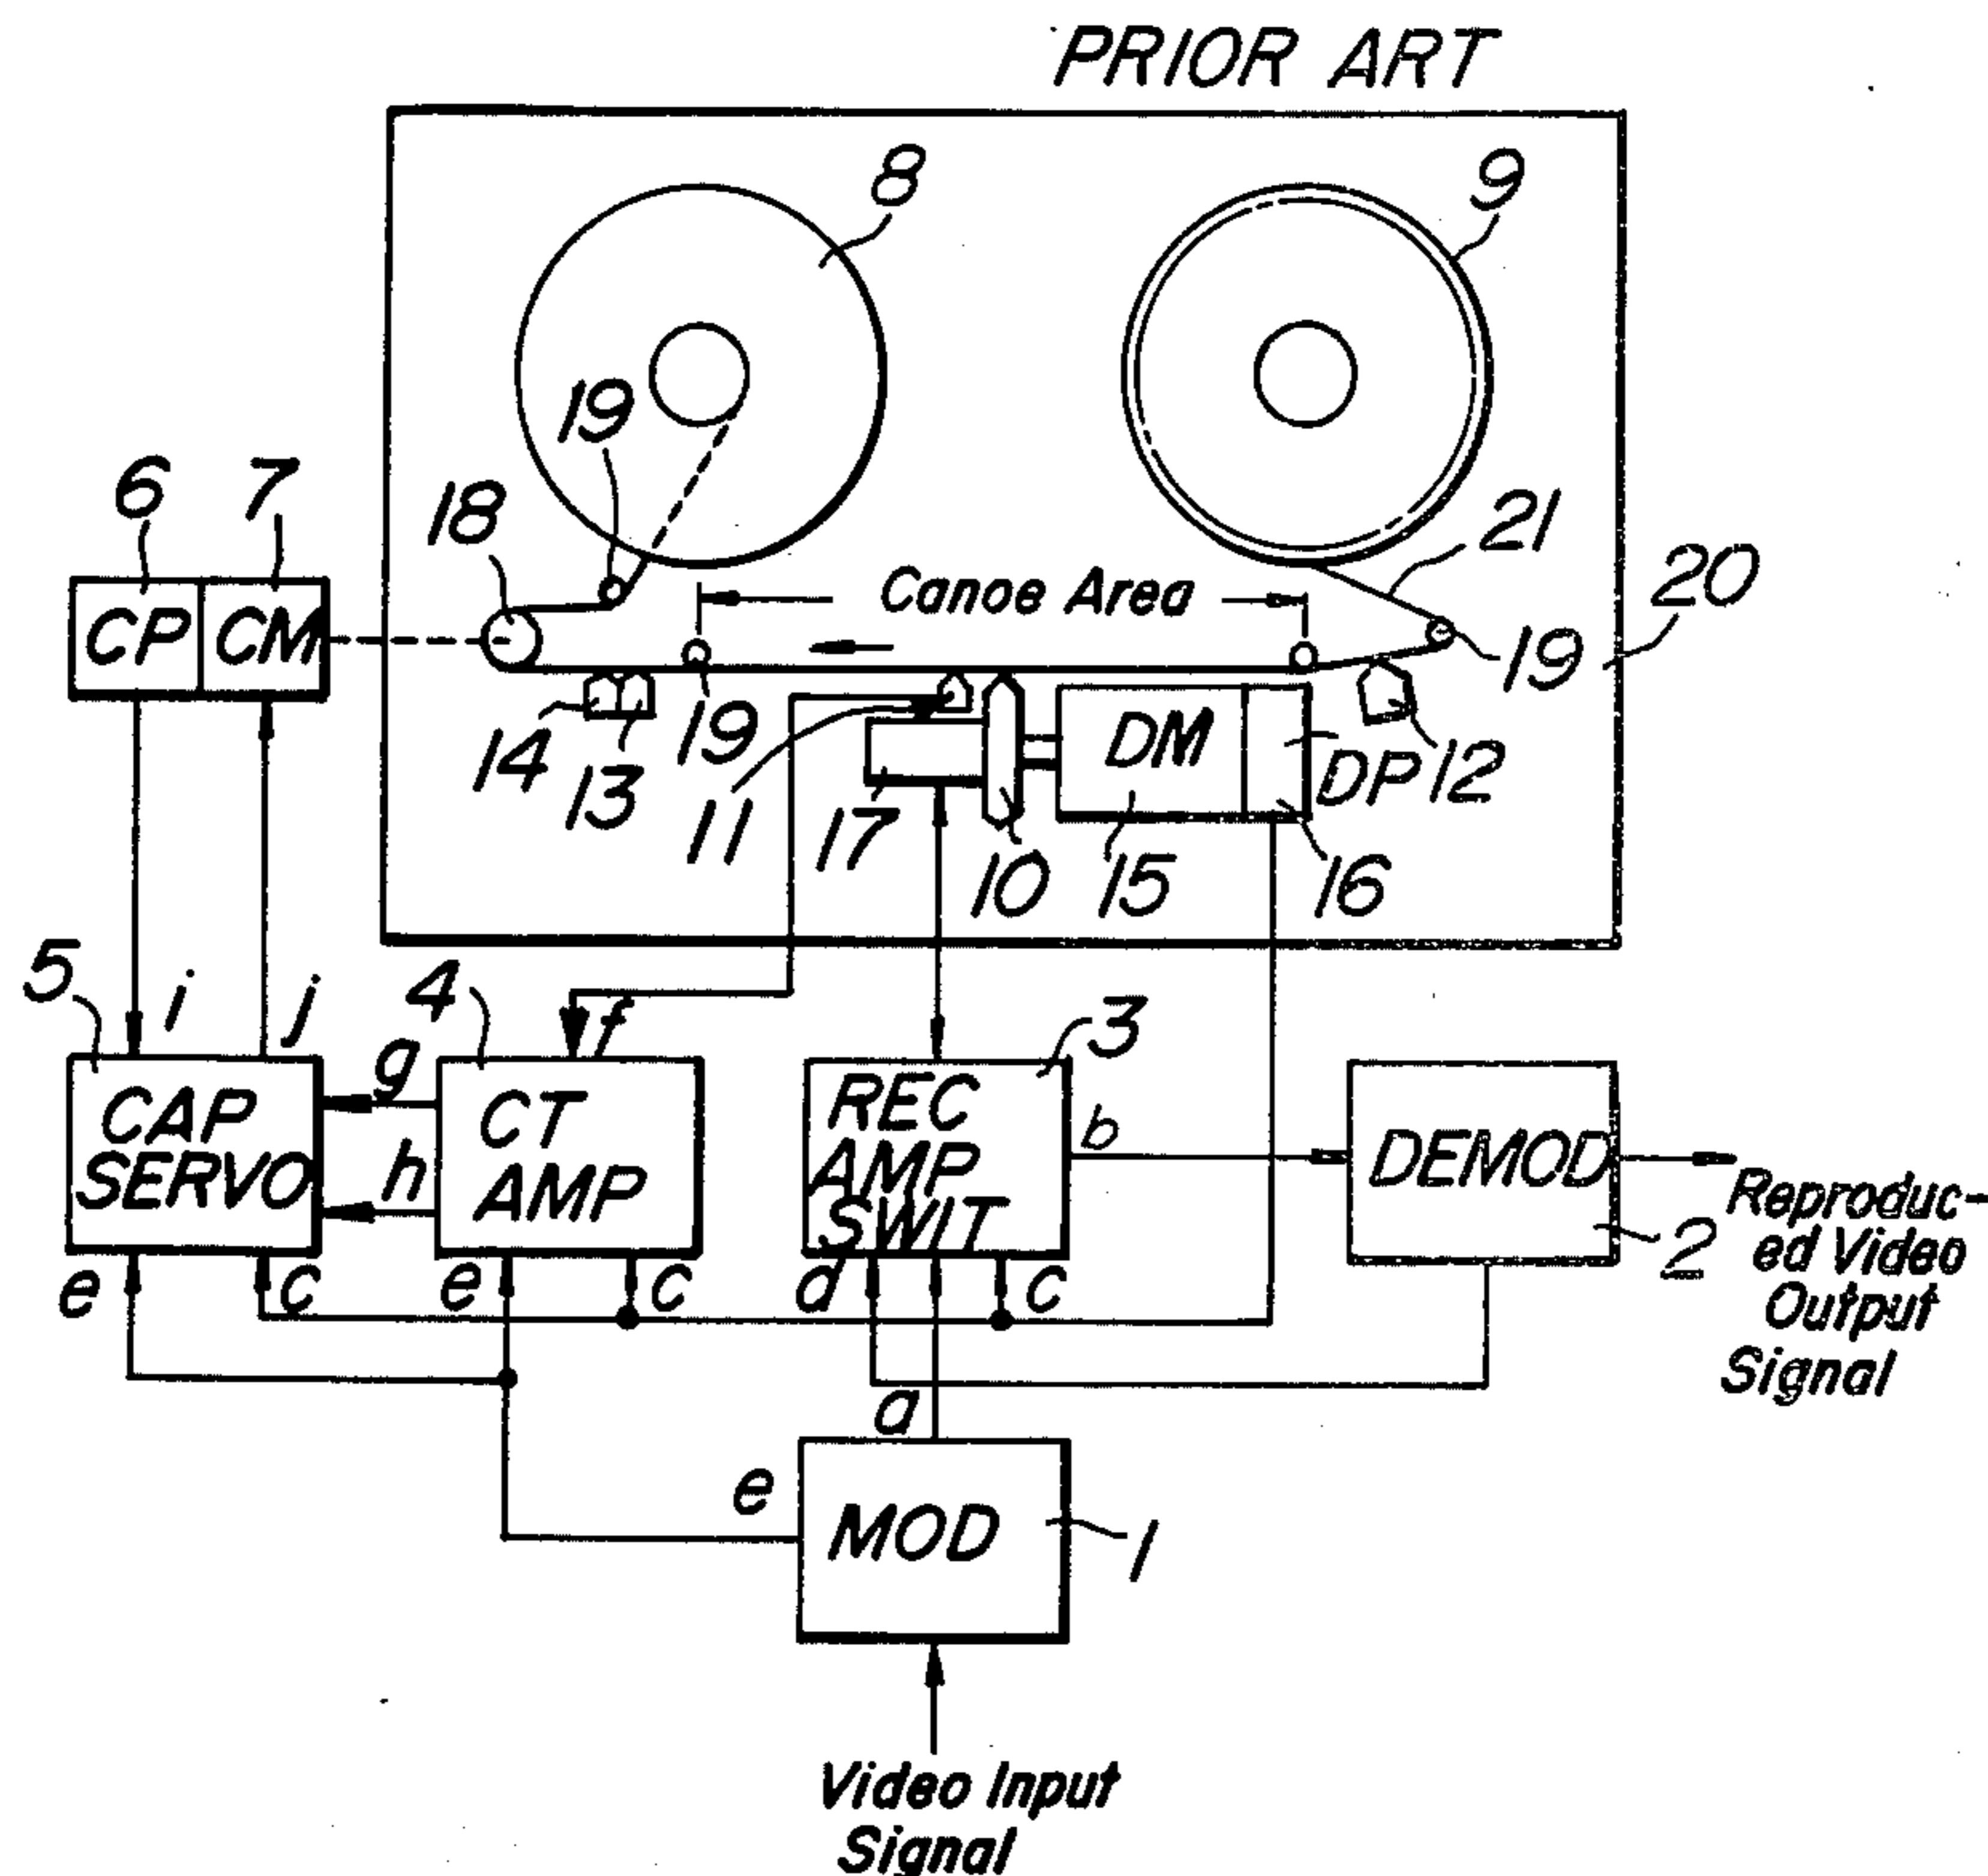 PRIOR ART
8
9
19
6
7
18
21
20
CP
CM
Canoe Area
19
14
13
19
11
17
10
DM
15
DP
16
12
5
i
j
4
f
3
g
h
CAP
SERVO
CT
AMP
REC
AMP
SWIT
b
DEMOD
2
Reproduc-
ed Video
Output
Signal
e
c
e
c
d
c
a
e
MOD
1
Video Input
Signal